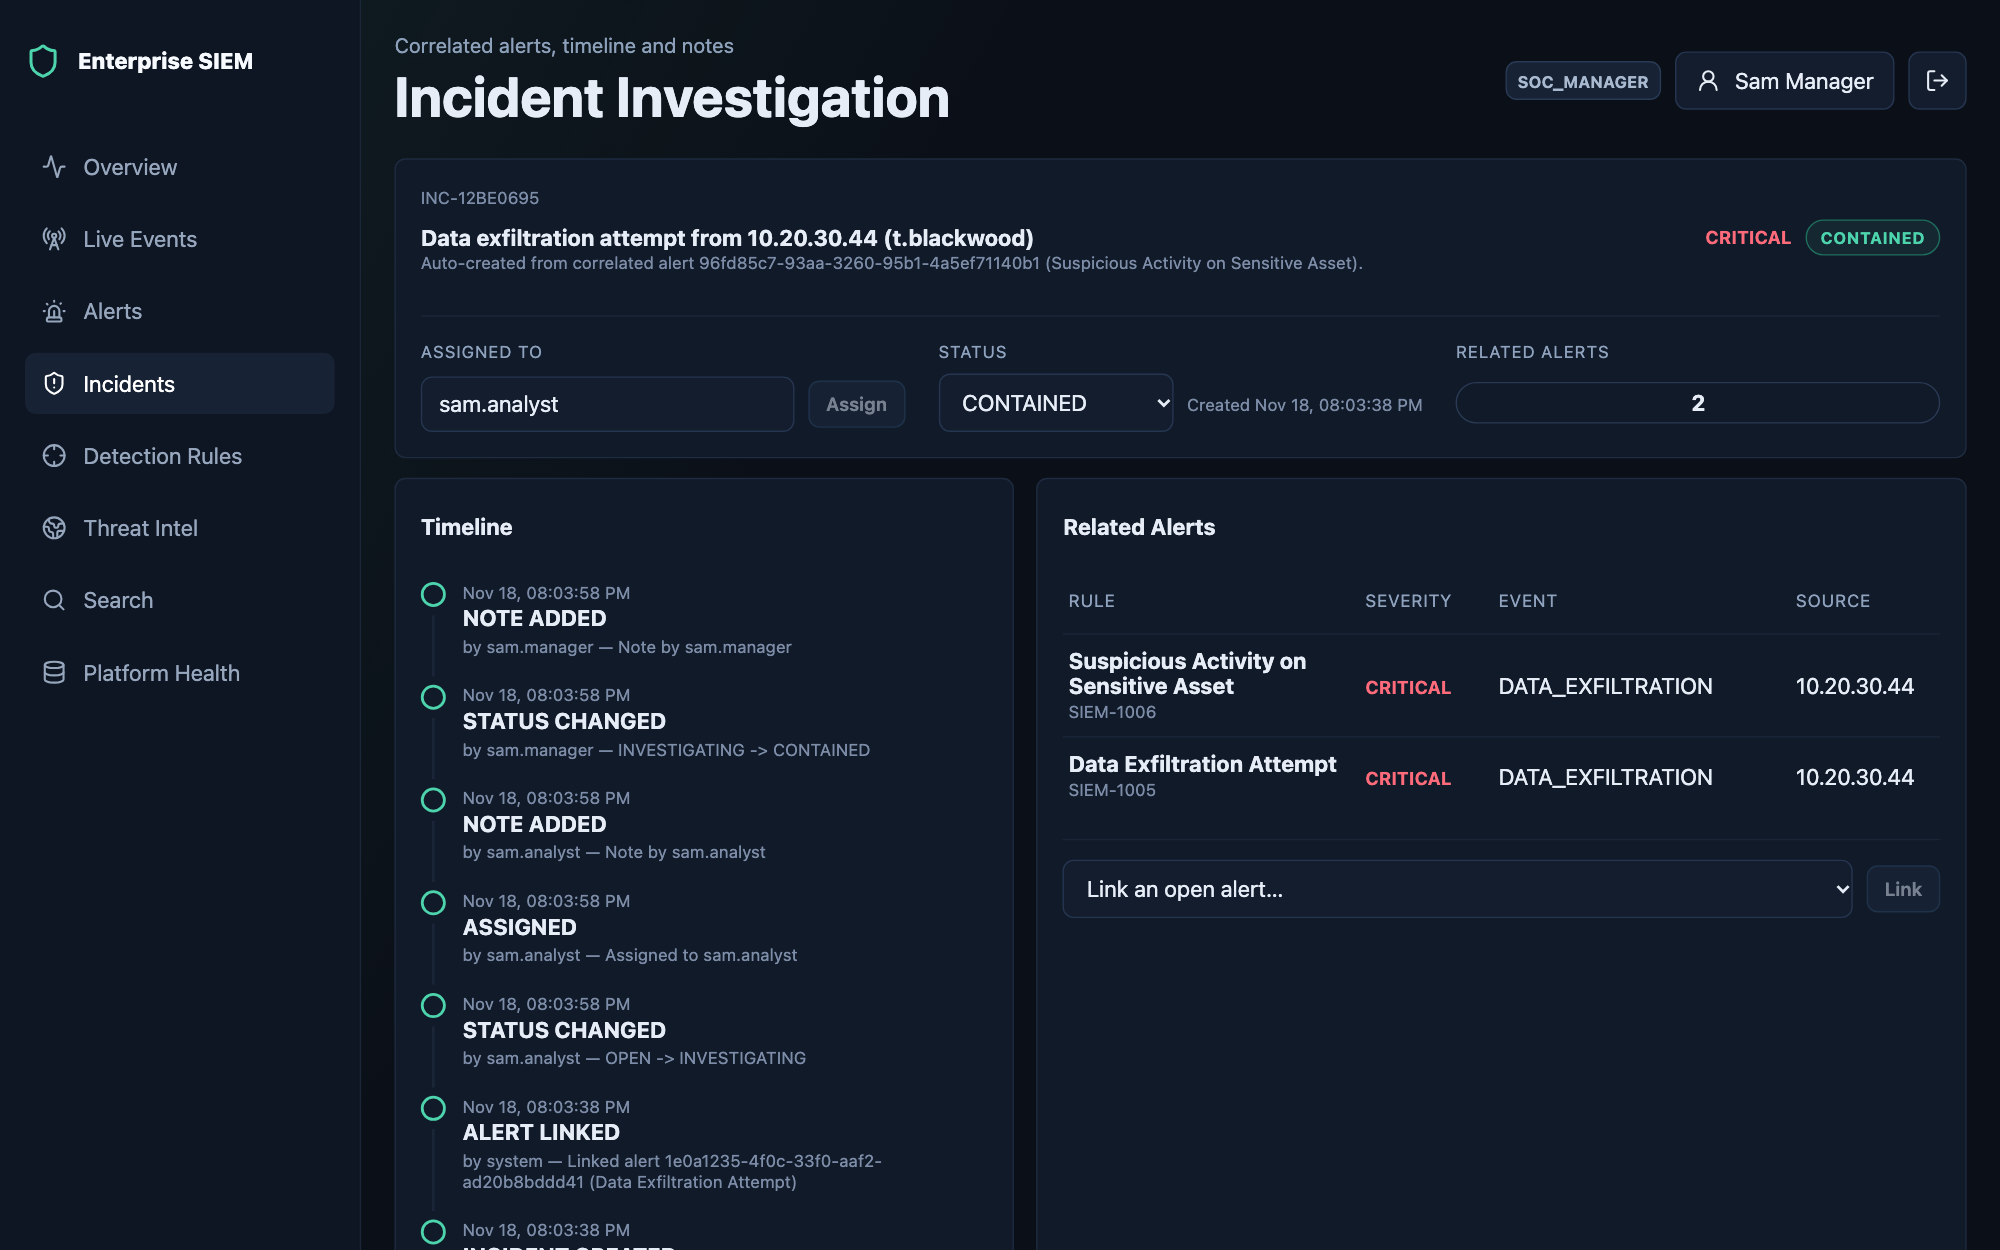 Enterprise SIEM
Overview
Live Events
Alerts
Incidents
Detection Rules
Threat Intel
Search
Platform Health
Correlated alerts, timeline and notes
Incident Investigation
SOC_MANAGER
Sam Manager
INC-12BE0695
Data exfiltration attempt from 10.20.30.44 (t.blackwood)
Auto-created from correlated alert 96fd85c7-93aa-3260-95b1-4a5ef71140b1 (Suspicious Activity on Sensitive Asset).
CRITICAL
CONTAINED
ASSIGNED TO
sam.analyst
Assign
STATUS
CONTAINED
Created Nov 18, 08:03:38 PM
RELATED ALERTS
2
Timeline
Nov 18, 08:03:58 PM
NOTE ADDED
by sam.manager — Note by sam.manager
Nov 18, 08:03:58 PM
STATUS CHANGED
by sam.manager — INVESTIGATING -> CONTAINED
Nov 18, 08:03:58 PM
NOTE ADDED
by sam.analyst — Note by sam.analyst
Nov 18, 08:03:58 PM
ASSIGNED
by sam.analyst — Assigned to sam.analyst
Nov 18, 08:03:58 PM
STATUS CHANGED
by sam.analyst — OPEN -> INVESTIGATING
Nov 18, 08:03:38 PM
ALERT LINKED
by system — Linked alert 1e0a1235-4f0c-33f0-aaf2-
ad20b8bddd41 (Data Exfiltration Attempt)
Nov 18, 08:03:38 PM
INCIDENT CREATED
Related Alerts
RULE SEVERITY EVENT SOURCE
Suspicious Activity on
Sensitive Asset
SIEM-1006
CRITICAL DATA_EXFILTRATION 10.20.30.44
Data Exfiltration Attempt
SIEM-1005
CRITICAL DATA_EXFILTRATION 10.20.30.44
Link an open alert...
Link